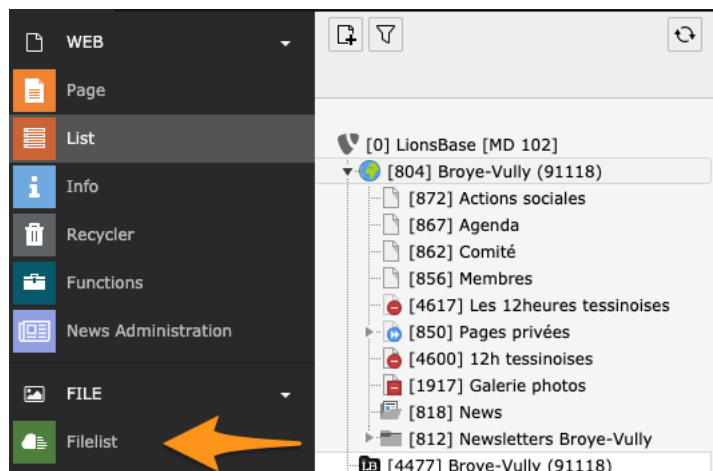 WEB
Page
List
Info
Recycler
Functions
News Administration
FILE
Filelist
[0] LionsBase [MD 102]
[804] Broye-Vully (91118)
[872] Actions sociales
[867] Agenda
[862] Comité
[856] Membres
[4617] Les 12heures tessinoises
[850] Pages privées
[4600] 12h tessinoises
[1917] Galerie photos
[818] News
[812] Newsletters Broye-Vully
LB [4477] Broye-Vully (91118)